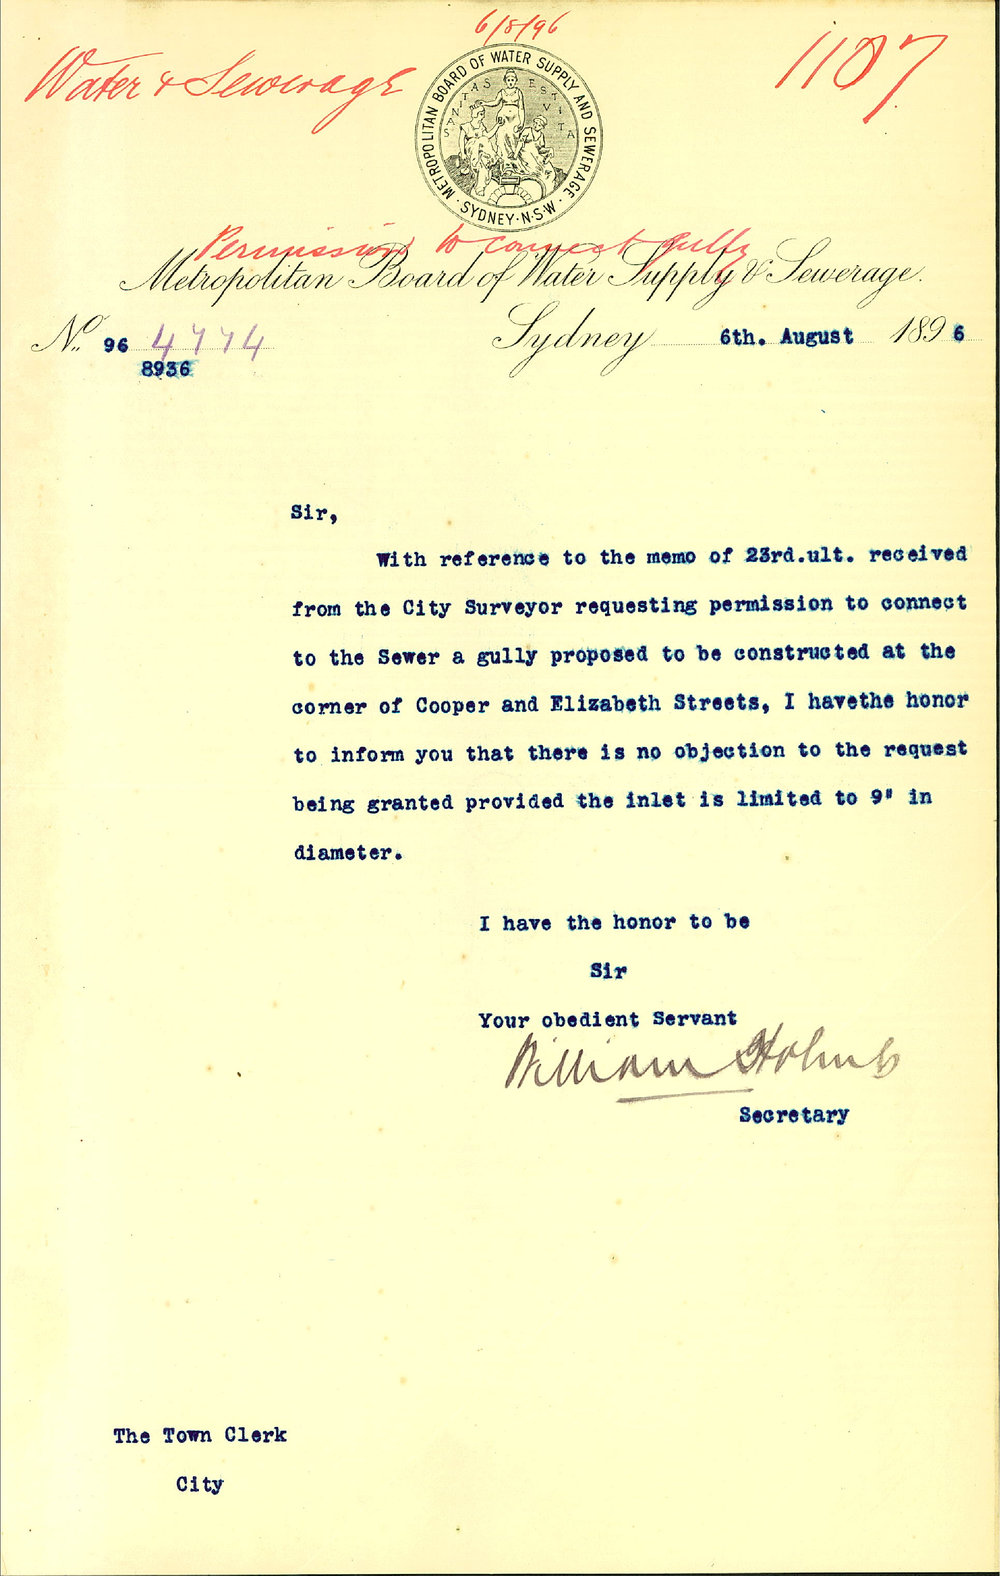 6/8/96
Water & Sewerage
1107
METROPOLITAN BOARD OF WATER SUPPLY AND SEWERAGE
SANITAS EST VITA
· SYDNEY · N · S · W ·
Permission to connect gully
Metropolitan Board of Water Supply & Sewerage.
No. 96 4774
8936
Sydney 6th. August 1896
Sir,
With reference to the memo of 23rd.ult. received
from the City Surveyor requesting permission to connect
to the Sewer a gully proposed to be constructed at the
corner of Cooper and Elizabeth Streets, I havethe honor
to inform you that there is no objection to the request
being granted provided the inlet is limited to 9" in
diameter.
I have the honor to be
Sir
Your obedient Servant
William Holmes
Secretary
The Town Clerk
City